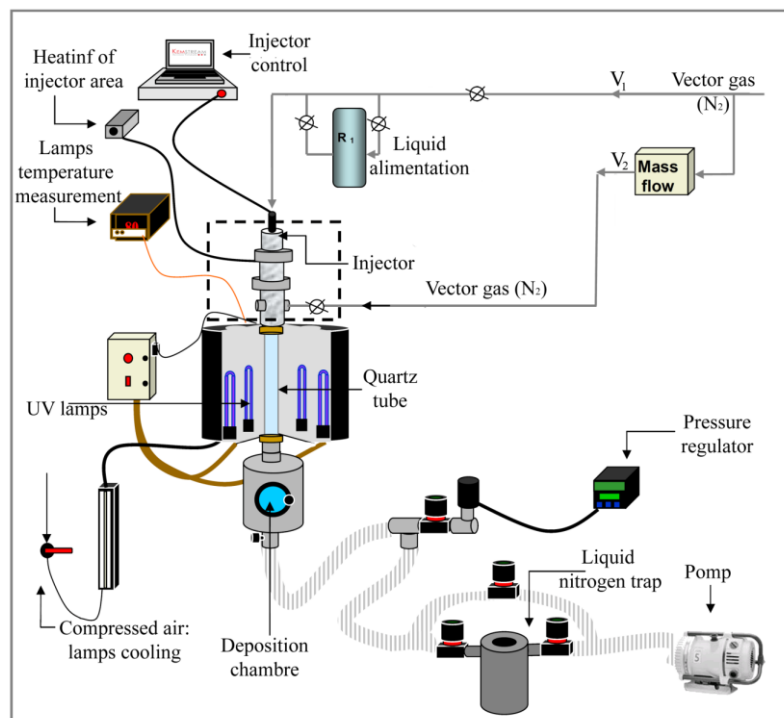 Injector
control
Heatinf of
injector area
V1
Vector gas
(N2)
R 1
Liquid
alimentation
Lamps
temperature
measurement
V2
Mass
flow
Injector
Vector gas (N2)
Quartz
tube
UV lamps
Pressure
regulator
Liquid
nitrogen trap
Pomp
Compressed air:
lamps cooling
Deposition
chambre
S